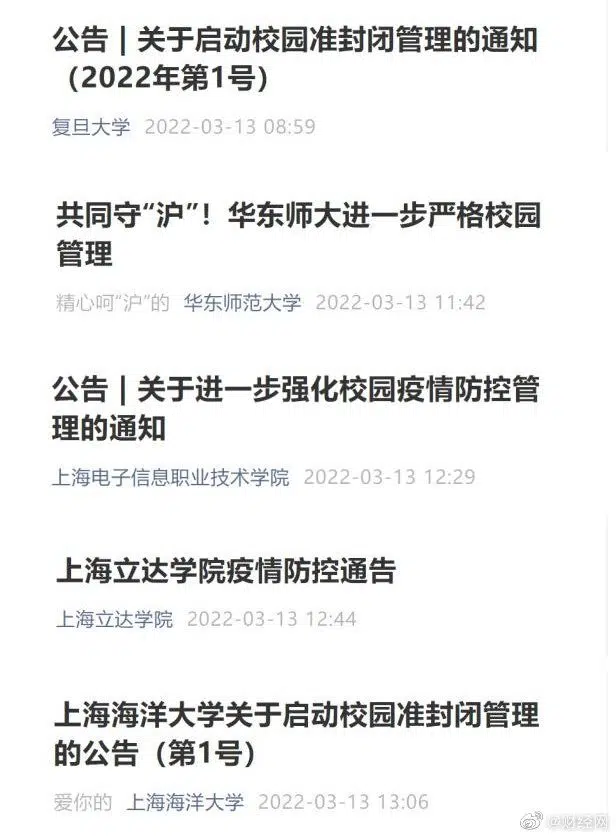 公告 | 关于启动校园准封闭管理的通知
（2022年第1号）
复旦大学 2022-03-13 08:59
共同守“沪”！华东师大进一步严格校园
管理
精心呵“沪”的 华东师范大学 2022-03-13 11:42
公告 | 关于进一步强化校园疫情防控管
理的通知
上海电子信息职业技术学院 2022-03-13 12:29
上海立达学院疫情防控通告
上海立达学院 2022-03-13 12:44
上海海洋大学关于启动校园准封闭管理
的公告（第1号）
爱你的 上海海洋大学 2022-03-13 13:06
@财经网